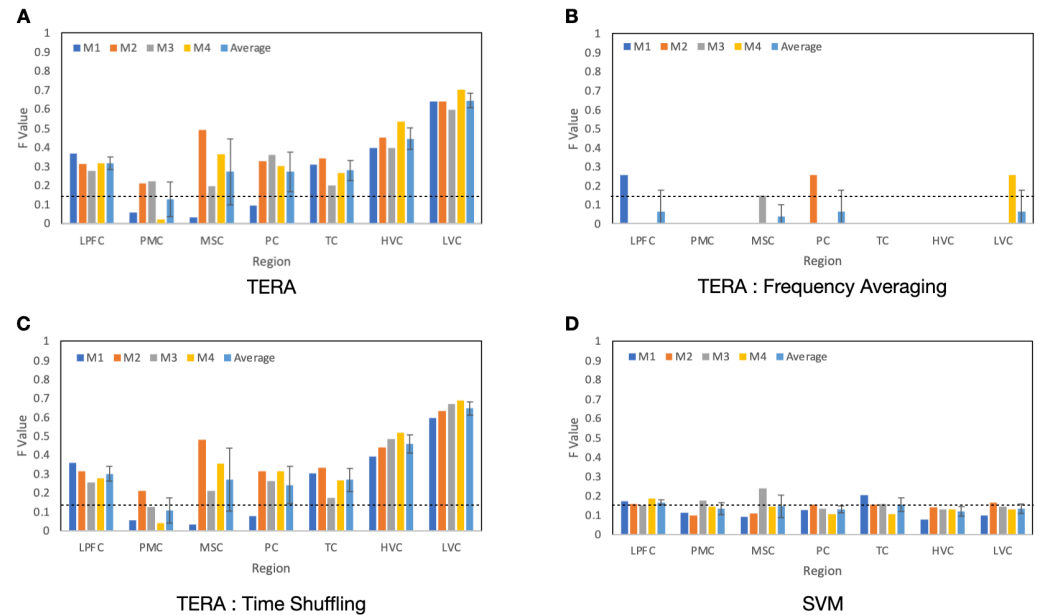 A
1
0.9
0.8
0.7
0.6
0.5
0.4
0.3
0.2
0.1
0
F Value
M1 M2 M3 M4 Average
LPFC PMC MSC PC TC HVC LVC
Region
TERA
B
1
0.9
0.8
0.7
0.6
0.5
0.4
0.3
0.2
0.1
0
F Value
M1 M2 M3 M4 Average
LPFC PMC MSC PC TC HVC LVC
Region
TERA : Frequency Averaging
C
1
0.9
0.8
0.7
0.6
0.5
0.4
0.3
0.2
0.1
0
F Value
M1 M2 M3 M4 Average
LPFC PMC MSC PC TC HVC LVC
Region
TERA : Time Shuffling
D
1
0.9
0.8
0.7
0.6
0.5
0.4
0.3
0.2
0.1
0
F Value
M1 M2 M3 M4 Average
LPFC PMC MSC PC TC HVC LVC
Region
SVM